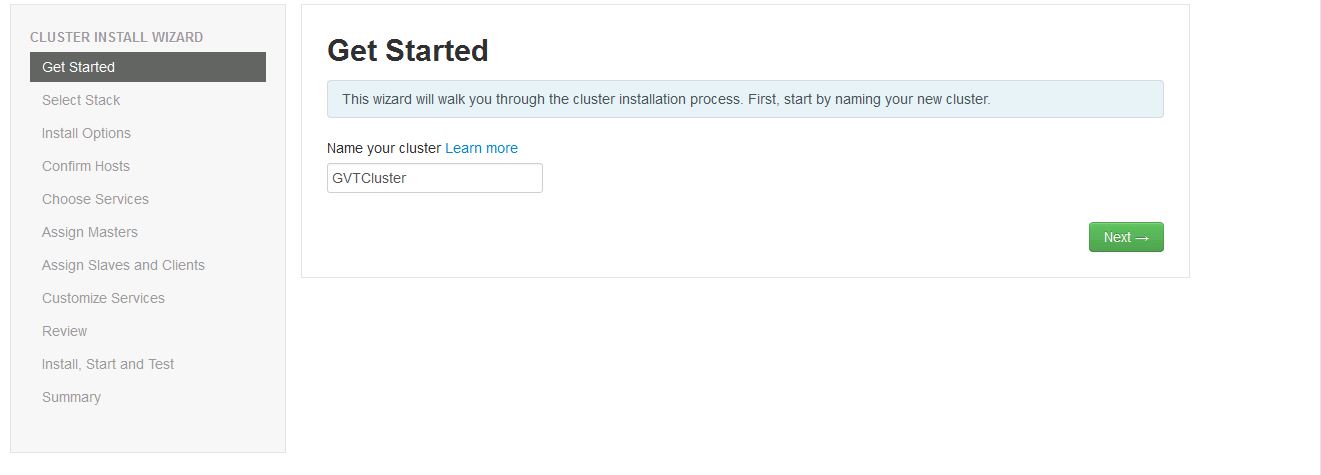 CLUSTER INSTALL WIZARD
Get Started
Select Stack
Install Options
Confirm Hosts
Choose Services
Assign Masters
Assign Slaves and Clients
Customize Services
Review
Install, Start and Test
Summary
Get Started
This wizard will walk you through the cluster installation process. First, start by naming your new cluster.
Name your cluster Learn more
GVTCluster
Next →